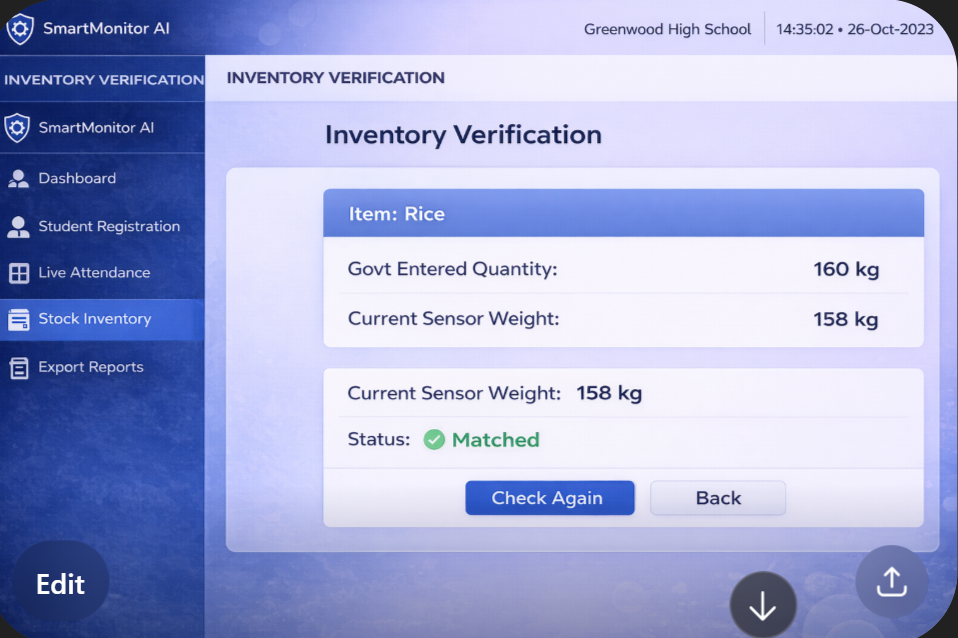 SmartMonitor AI
Greenwood High School 14:35:02 • 26-Oct-2023
INVENTORY VERIFICATION
INVENTORY VERIFICATION
SmartMonitor AI
Dashboard
Student Registration
Live Attendance
Stock Inventory
Export Reports
Inventory Verification
Item: Rice
Govt Entered Quantity: 160 kg
Current Sensor Weight: 158 kg
Current Sensor Weight: 158 kg
Status: Matched
Check Again Back
Edit